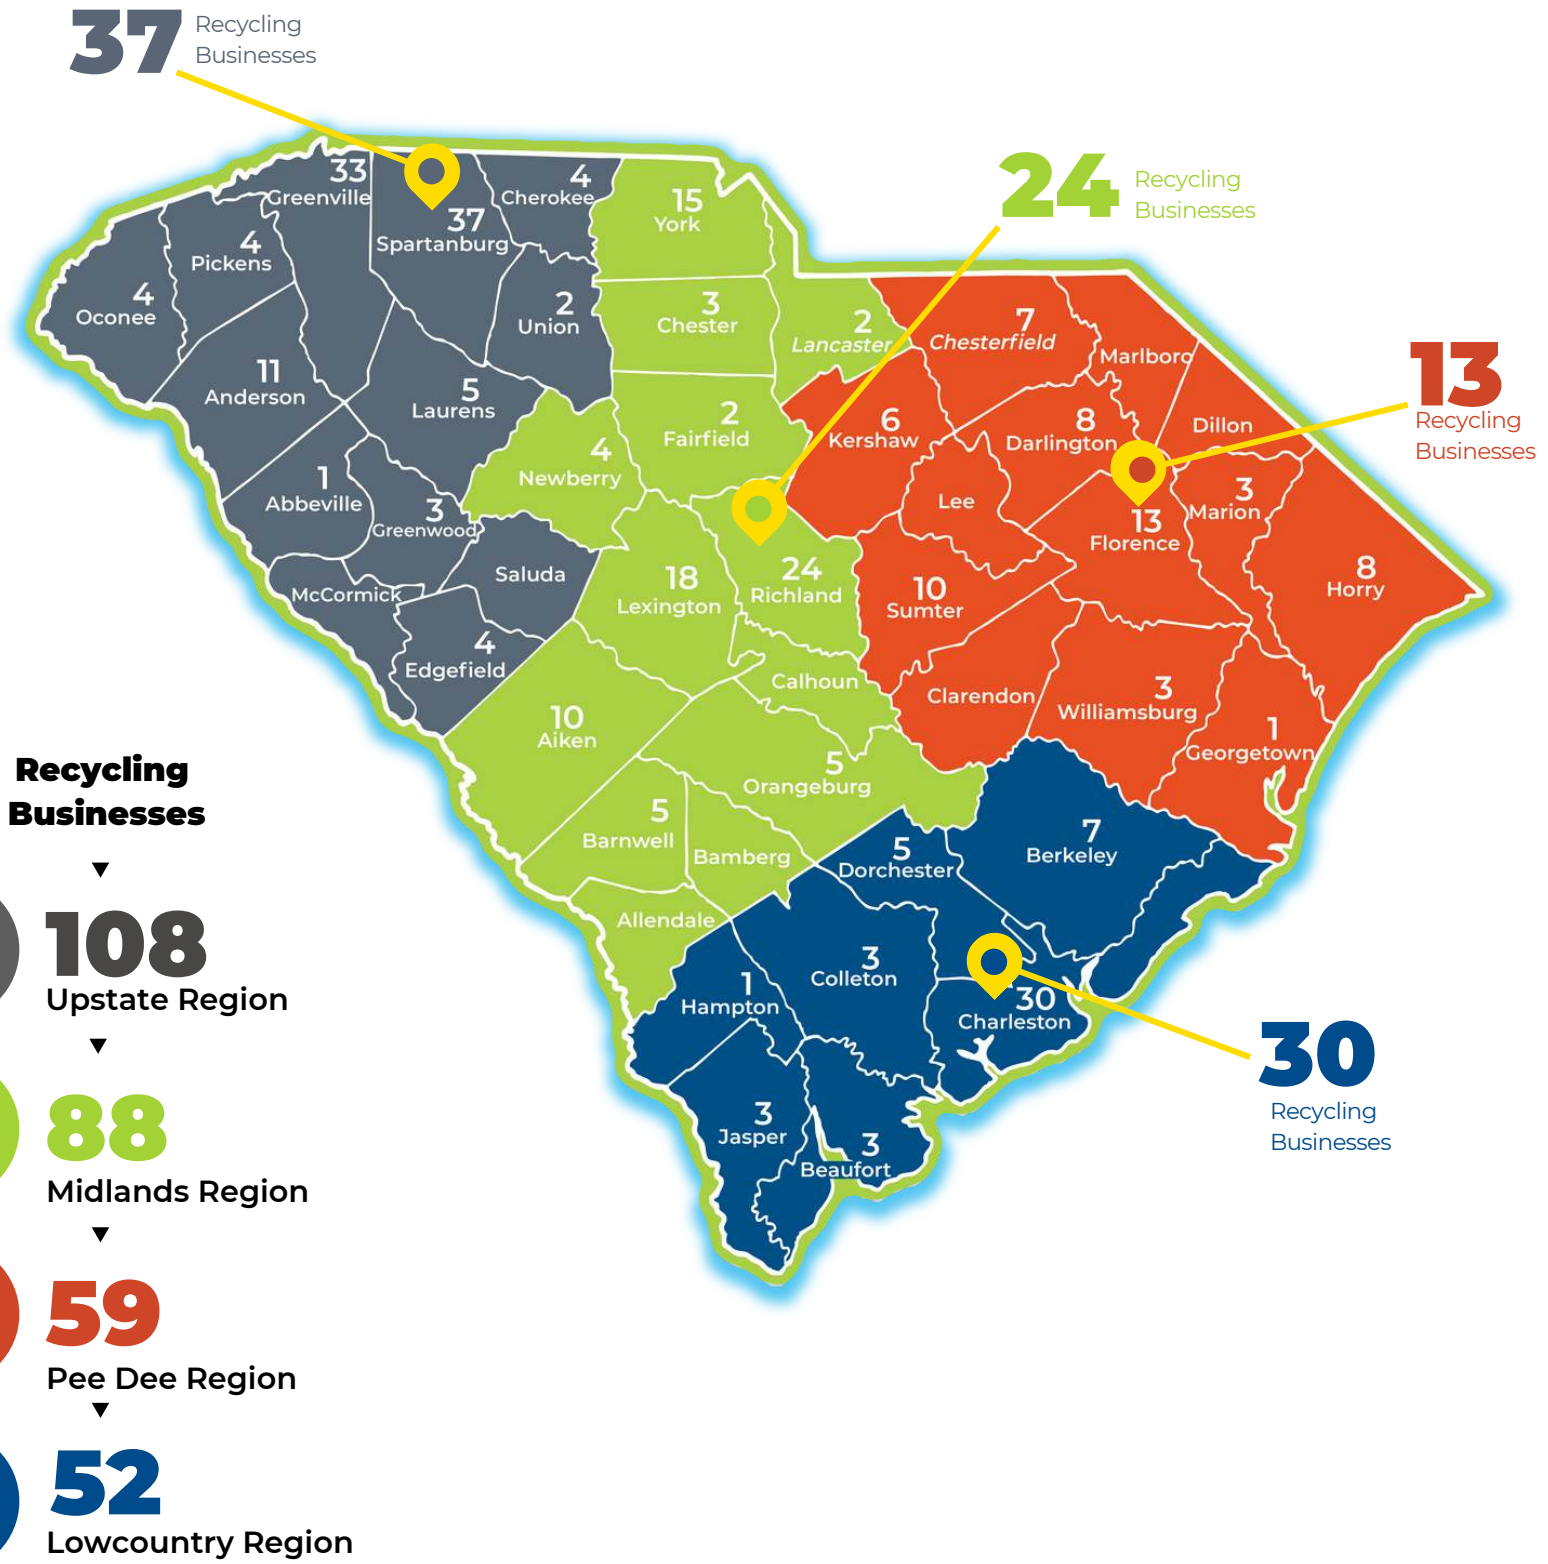 37
Recycling
Businesses
24
Recycling
Businesses
13
Recycling
Businesses
30
Recycling
Businesses
33
Greenville
37
Spartanburg
4
Cherokee
15
York
4
Pickens
4
Oconee
2
Union
3
Chester
2
Lancaster
7
Chesterfield
Marlboro
11
Anderson
5
Laurens
2
Fairfield
6
Kershaw
8
Darlington
Dillon
4
Newberry
1
Abbeville
3
Greenwood
Lee
3
Marion
13
Florence
Saluda
McCormick
18
Lexington
24
Richland
10
Sumter
8
Horry
4
Edgefield
Calhoun
Clarendon
3
Williamsburg
10
Aiken
1
Georgetown
5
Orangeburg
5
Barnwell
Bamberg
5
Dorchester
7
Berkeley
Allendale
3
Colleton
1
Hampton
30
Charleston
3
Jasper
3
Beaufort
Recycling
Businesses
108
Upstate Region
88
Midlands Region
59
Pee Dee Region
52
Lowcountry Region